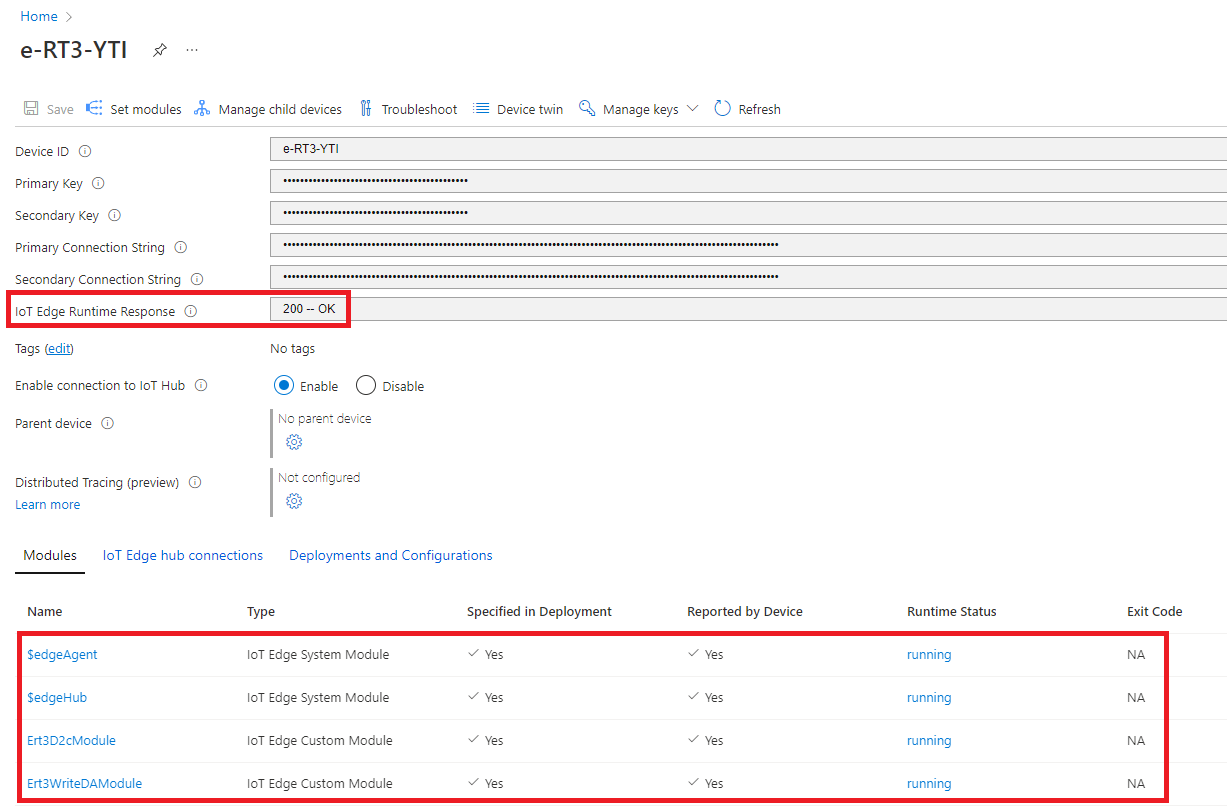 Home >
e-RT3-YTI ...
Save Set modules Manage child devices Troubleshoot Device twin Manage keys Refresh
Device ID e-RT3-YTI
Primary Key
Secondary Key
Primary Connection String
Secondary Connection String
IoT Edge Runtime Response 200 -- OK
Tags (edit) No tags
Enable connection to IoT Hub Enable Disable
Parent device No parent device
Distributed Tracing (preview) Not configured
Learn more
Modules IoT Edge hub connections Deployments and Configurations
Name Type Specified in Deployment Reported by Device Runtime Status Exit Code
$edgeAgent IoT Edge System Module Yes Yes running NA
$edgeHub IoT Edge System Module Yes Yes running NA
Ert3D2cModule IoT Edge Custom Module Yes Yes running NA
Ert3WriteDAModule IoT Edge Custom Module Yes Yes running NA